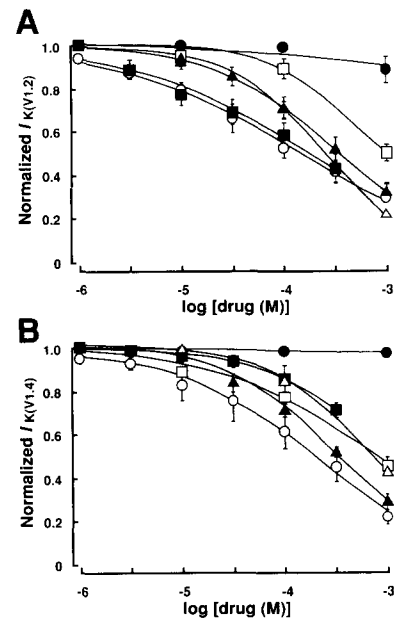 A
Normalized I K(V1.2)
1.0
0.8
0.6
0.4
0.2
0
-6 -5 -4 -3
log [drug (M)]
B
Normalized I K(V1.4)
1.0
0.8
0.6
0.4
0.2
0
-6 -5 -4 -3
log [drug (M)]